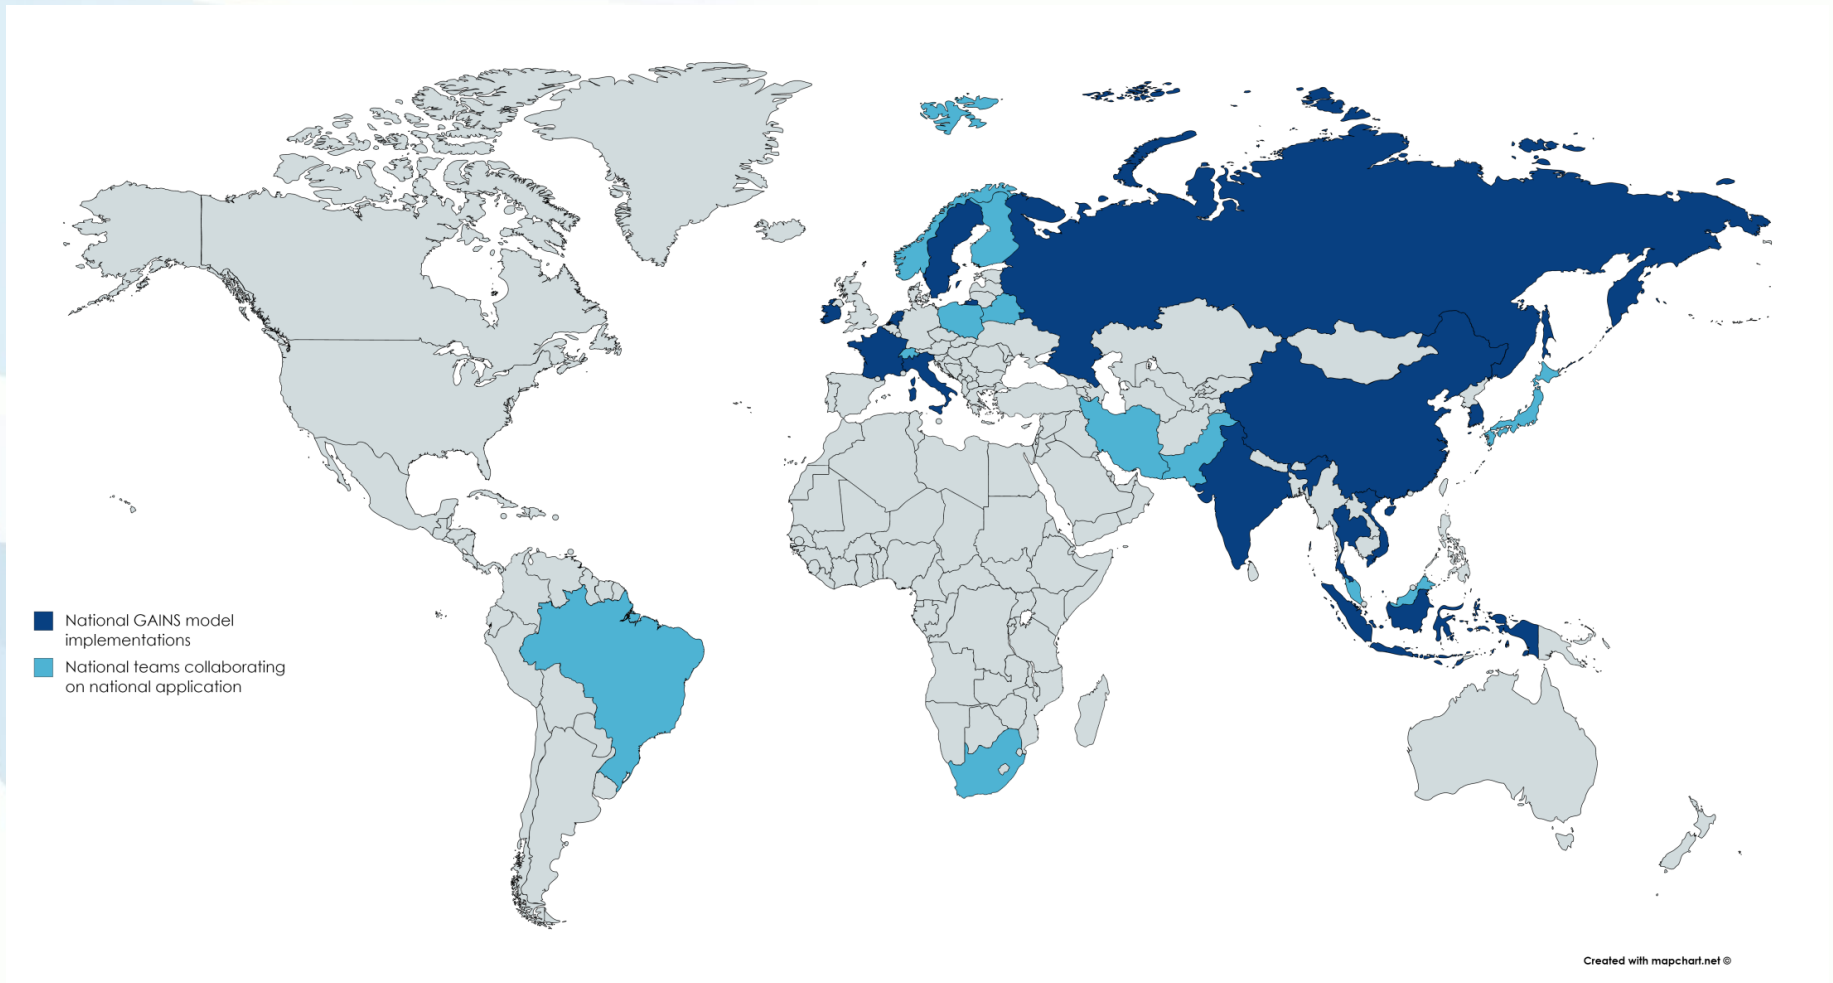 National GAINS model
implementations
National teams collaborating
on national application
Created with mapchart.net ©